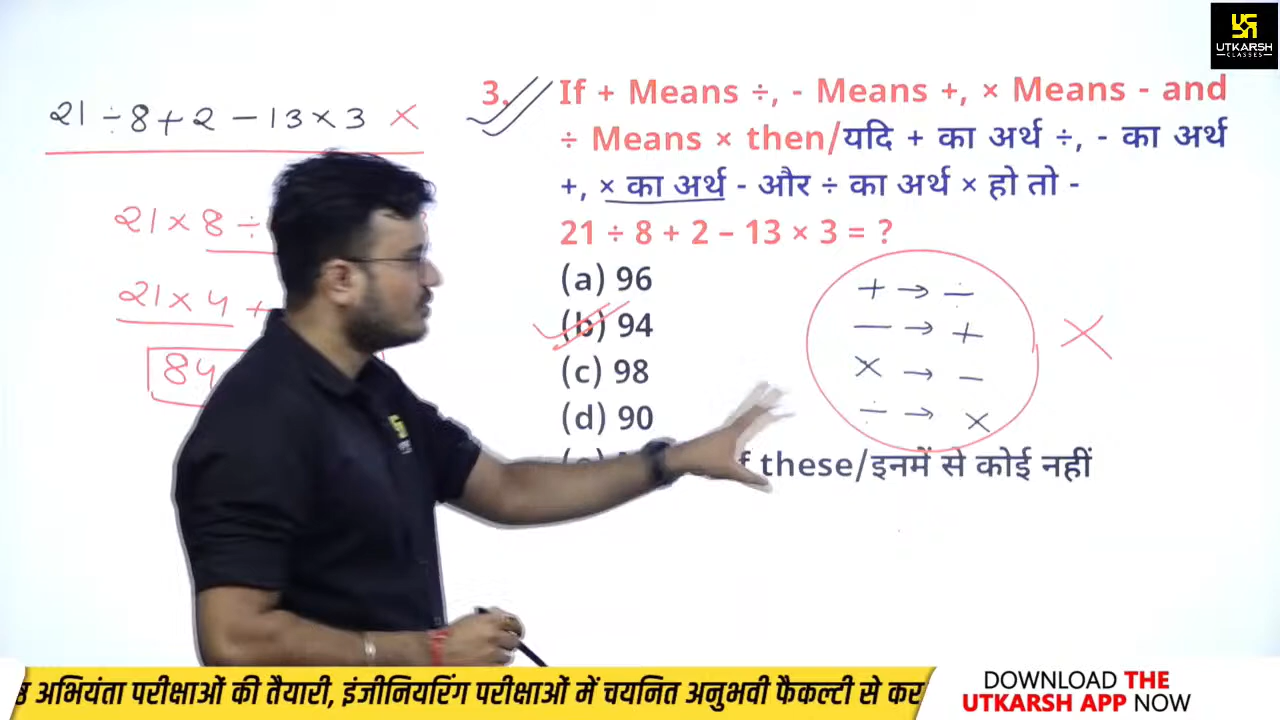 UTKARSH
CLASSES
21 ÷ 8 + 2 - 13 × 3 ×
21 × 8 ÷
21 × 4 +
84
3. If + Means ÷, - Means +, × Means - and
÷ Means × then/यदि + का अर्थ ÷, - का अर्थ
+, × का अर्थ - और ÷ का अर्थ × हो तो -
21 ÷ 8 + 2 – 13 × 3 = ?
(a) 96
(b) 94
(c) 98
(d) 90
these/इनमें से कोई नहीं
+ → ÷
- → +
× → -
÷ → ×
×
अभियंता परीक्षाओं की तैयारी, इंजीनियरिंग परीक्षाओं में चयनित अनुभवी फैकल्टी से कर
DOWNLOAD THE
UTKARSH APP NOW